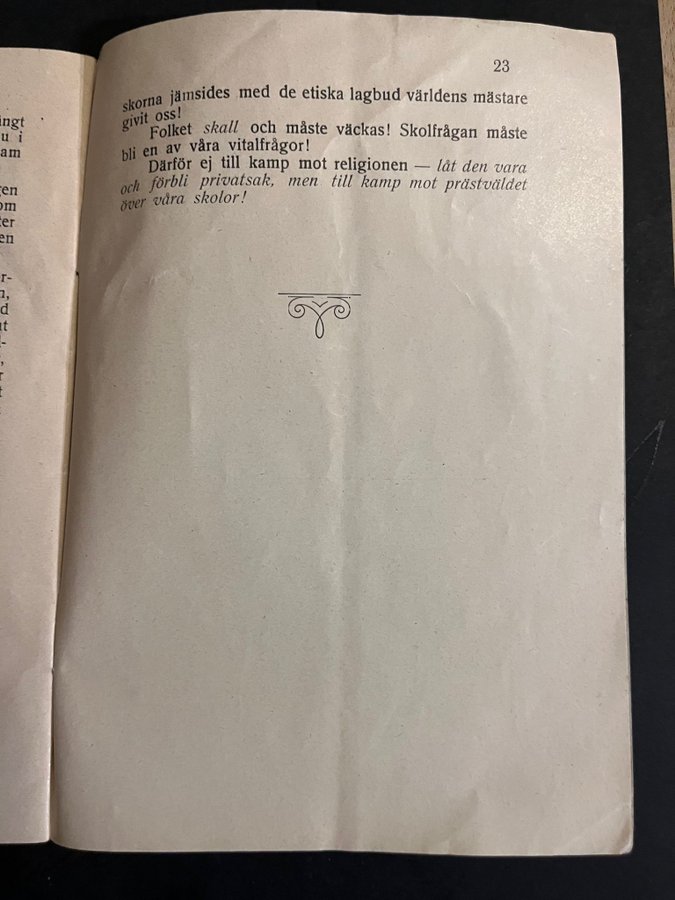 23
skorna jämsides med de etiska lagbud världens mästare
givit oss!
Folket skall och måste väckas! Skolfrågan måste
bli en av våra vitalfrågor!
Därför ej till kamp mot religionen — låt den vara
och förbli privatsak, men till kamp mot prästväldet
över våra skolor!